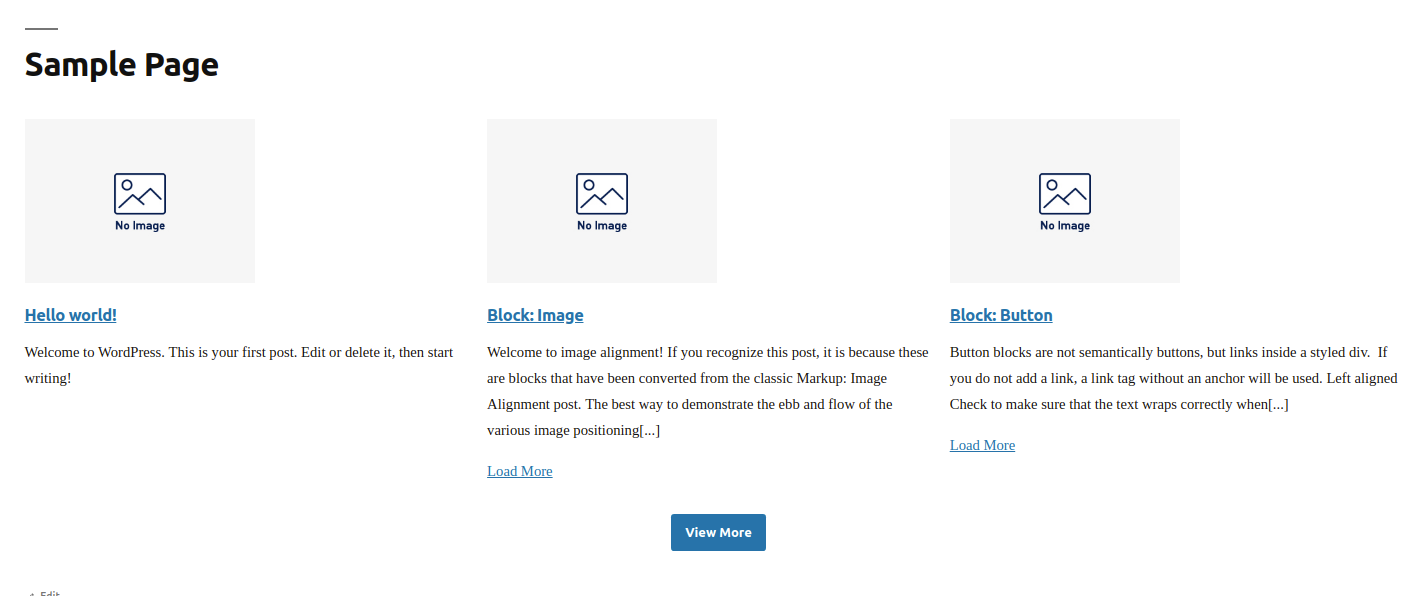 Sample Page
No Image
No Image
No Image
Hello world!
Welcome to WordPress. This is your first post. Edit or delete it, then start
writing!
Block: Image
Welcome to image alignment! If you recognize this post, it is because these
are blocks that have been converted from the classic Markup: Image
Alignment post. The best way to demonstrate the ebb and flow of the
various image positioning[...]
Load More
Block: Button
Button blocks are not semantically buttons, but links inside a styled div.  If
you do not add a link, a link tag without an anchor will be used. Left aligned
Check to make sure that the text wraps correctly when[...]
Load More
View More
Edit